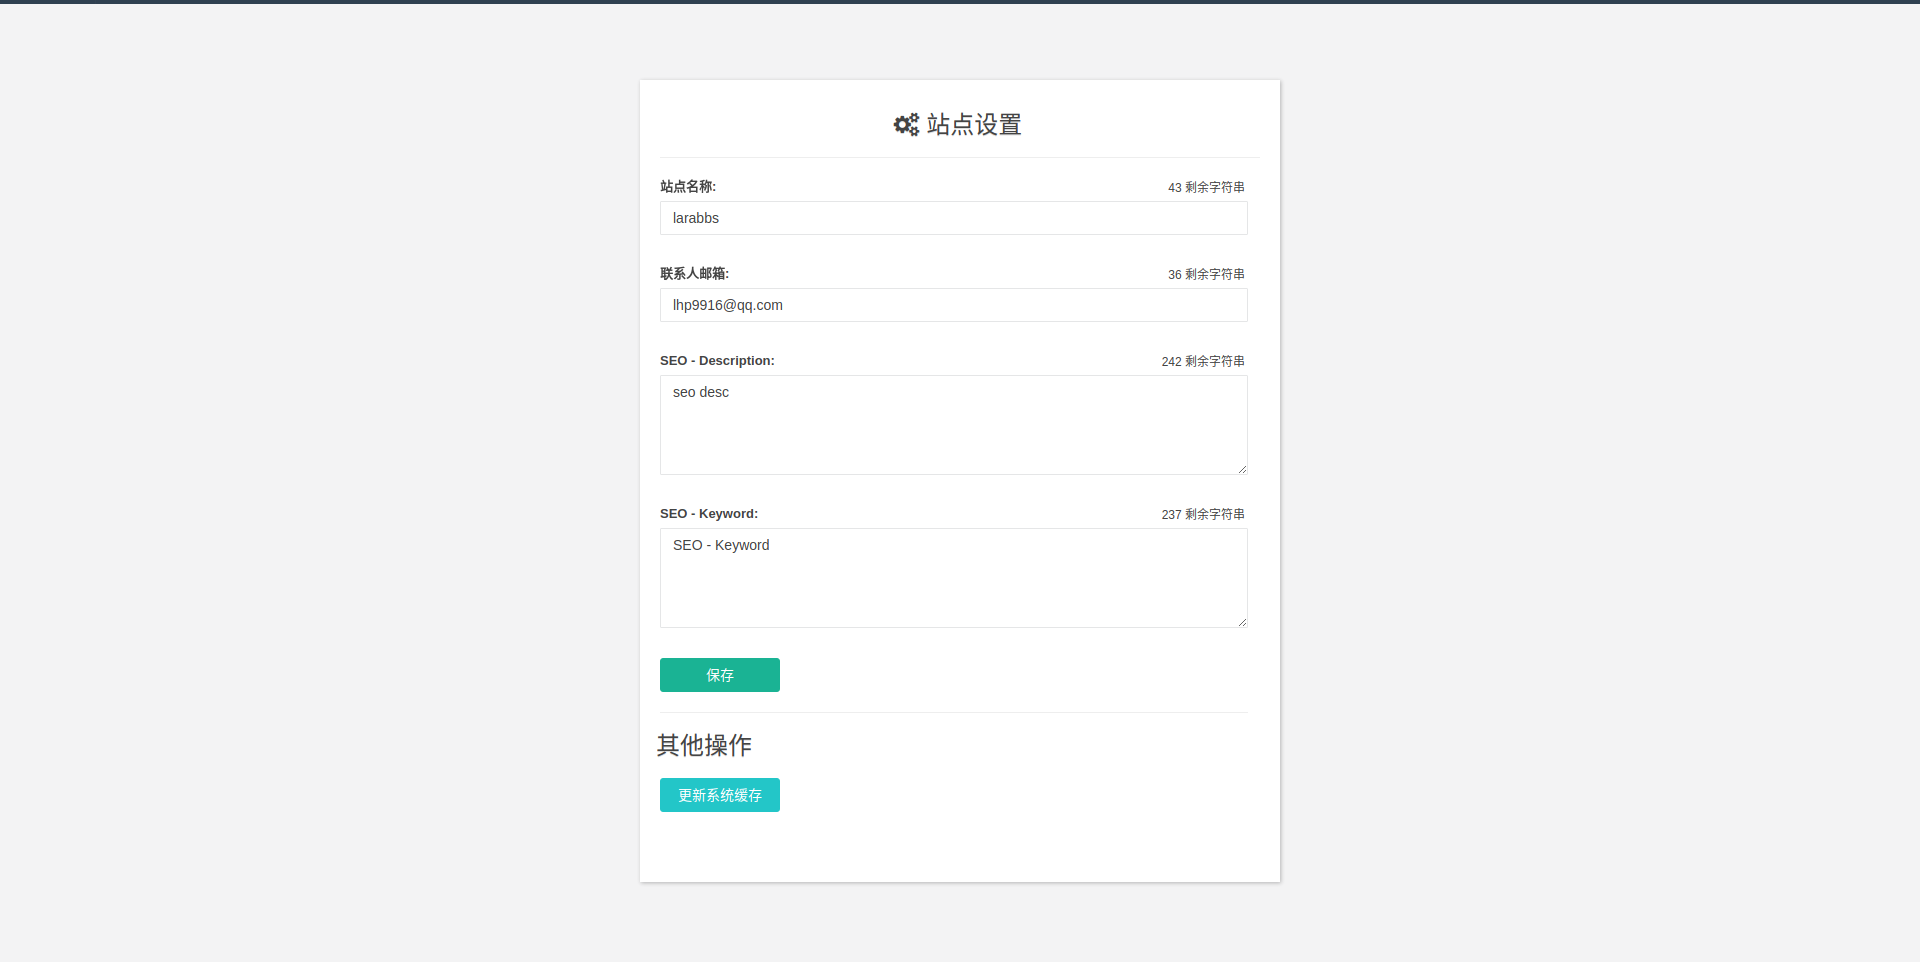 站点设置
站点名称: 43 剩余字符串
larabbs
联系人邮箱: 36 剩余字符串
lhp9916@qq.com
SEO - Description: 242 剩余字符串
seo desc
SEO - Keyword: 237 剩余字符串
SEO - Keyword
保存
其他操作
更新系统缓存